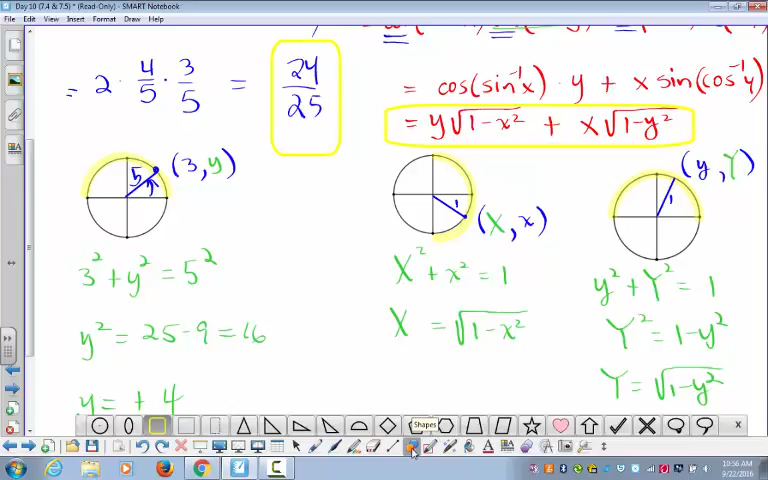 Day 10 (7.4 & 7.5) * (Read-Only) - SMART Notebook
File Edit View Insert Format Tools Add-ons Draw Help
= 2 · 4/5 · 3/5 = 24/25
= cos(sin⁻¹x) · y + x sin(cos⁻¹y)
= y√1-x² + x√1-y²
5 (3, y)
1 (X, x)
1 (y, Y)
3² + y² = 5²
y² = 25-9 = 16
y = + 4
X² + x² = 1
X = √1-x²
y² + Y² = 1
Y² = 1-y²
Y = √1-y²
Shapes
10:56 AM
9/22/2016